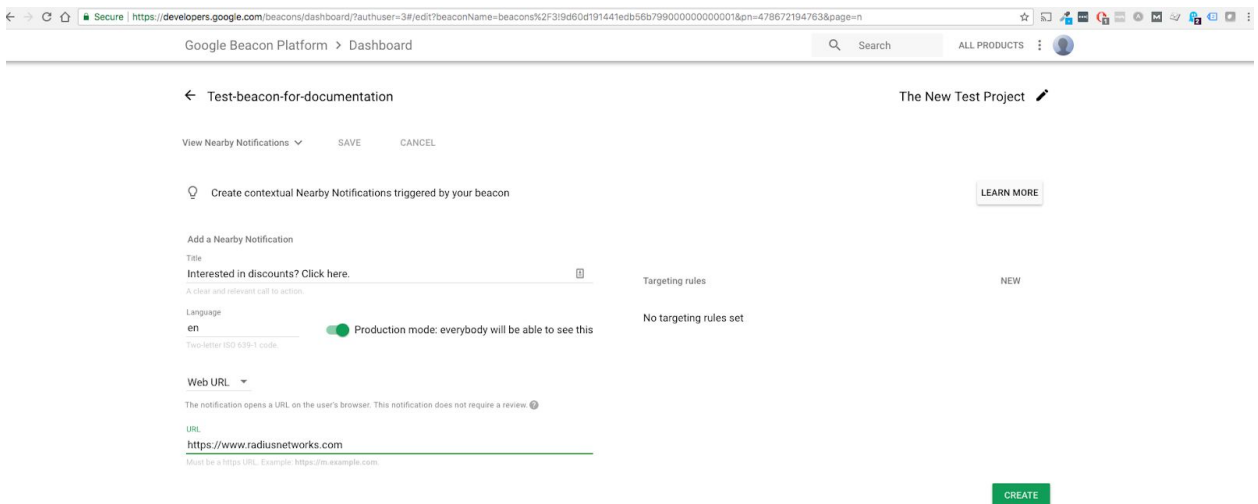 Secure https://developers.google.com/beacons/dashboard/?authuser=3#/edit?beaconName=beacons%2F3!9d60d191441edb56b799000000000001&pn=478672194763&page=n
Google Beacon Platform > Dashboard
Search
ALL PRODUCTS
Test-beacon-for-documentation
The New Test Project
View Nearby Notifications
SAVE
CANCEL
Create contextual Nearby Notifications triggered by your beacon
LEARN MORE
Add a Nearby Notification
Title
Interested in discounts? Click here.
A clear and relevant call to action.
Targeting rules
NEW
Language
en
Production mode: everybody will be able to see this
No targeting rules set
Two-letter ISO 639-1 code.
Web URL
The notification opens a URL on the user's browser. This notification does not require a review.
URL
https://www.radiusnetworks.com
Must be a https URL. Example: https://m.example.com.
CREATE